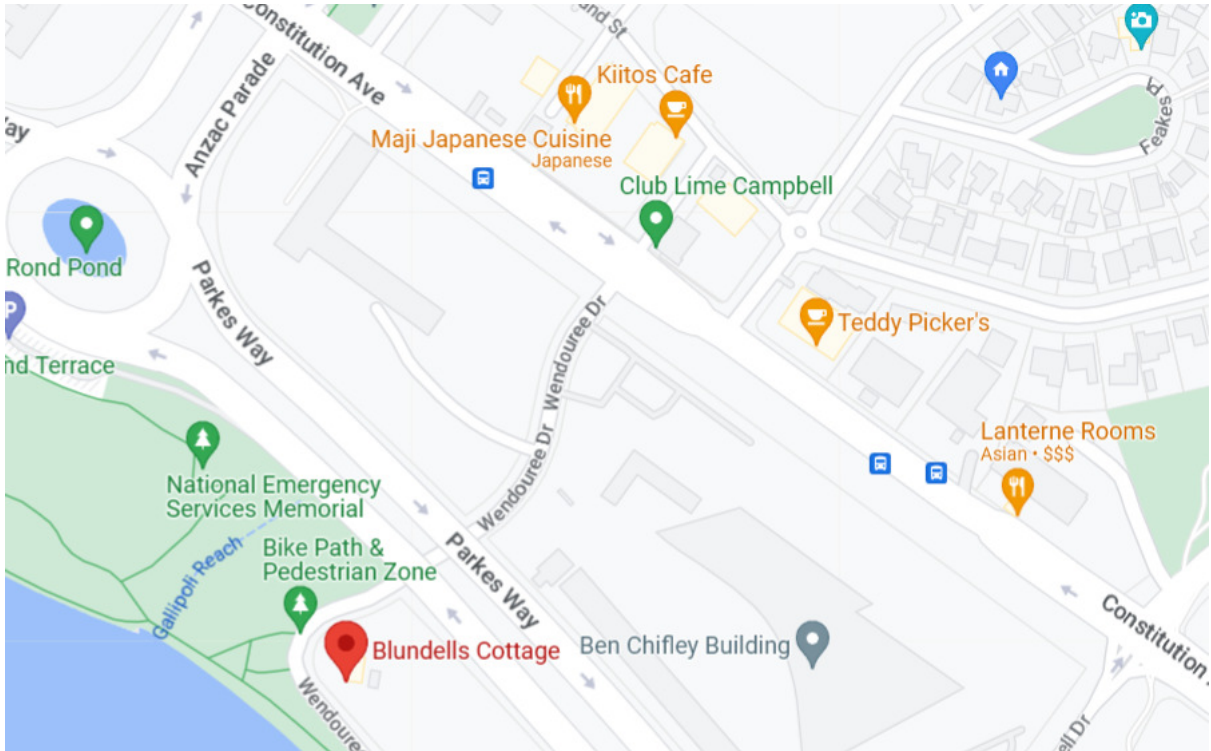 Constitution Ave
Anzac Parade
Kiitos Cafe
Maji Japanese Cuisine
Japanese
Feakes Pl
Club Lime Campbell
Rond Pond
Parkes Way
Wendouree Dr
Teddy Picker's
Terrace
Wendouree Dr
Lanterne Rooms
Asian • $$$
National Emergency
Services Memorial
Gallipoli Reach
Bike Path &
Pedestrian Zone
Parkes Way
Constitution
Blundells Cottage
Ben Chifley Building
P